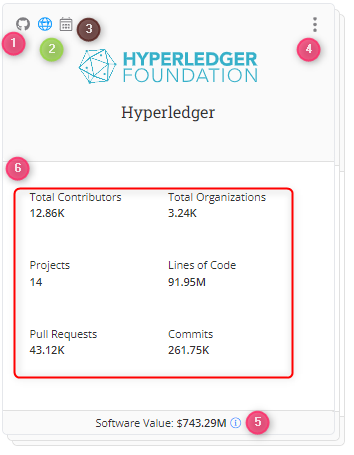 1
2
3
4
HYPERLEDGER
FOUNDATION
Hyperledger
6
Total Contributors Total Organizations
12.86K 3.24K
Projects Lines of Code
14 91.95M
Pull Requests Commits
43.12K 261.75K
Software Value: $743.29M 5